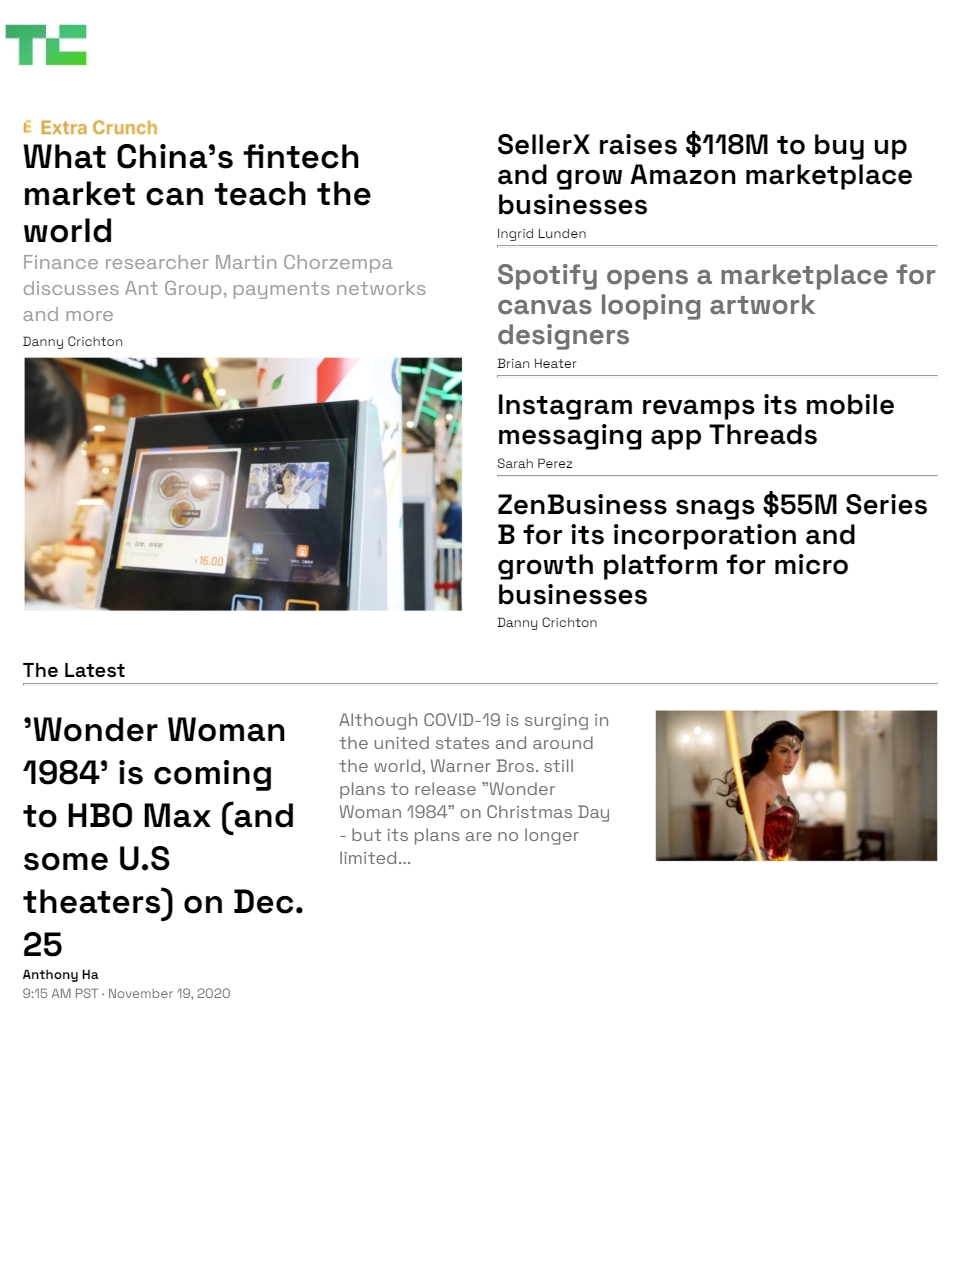 TC
Extra Crunch
What China's fintech
market can teach the
world
Finance researcher Martin Chorzempa
discusses Ant Group, payments networks
and more
Danny Crichton
16.00
SellerX raises $118M to buy up
and grow Amazon marketplace
businesses
Ingrid Lunden
Spotify opens a marketplace for
canvas looping artwork
designers
Brian Heater
Instagram revamps its mobile
messaging app Threads
Sarah Perez
ZenBusiness snags $55M Series
B for its incorporation and
growth platform for micro
businesses
Danny Crichton
The Latest
'Wonder Woman
1984' is coming
to HBO Max (and
some U.S
theaters) on Dec.
25
Anthony Ha
9:15 AM PST · November 19, 2020
Although COVID-19 is surging in
the united states and around
the world, Warner Bros. still
plans to release "Wonder
Woman 1984" on Christmas Day
- but its plans are no longer
limited...